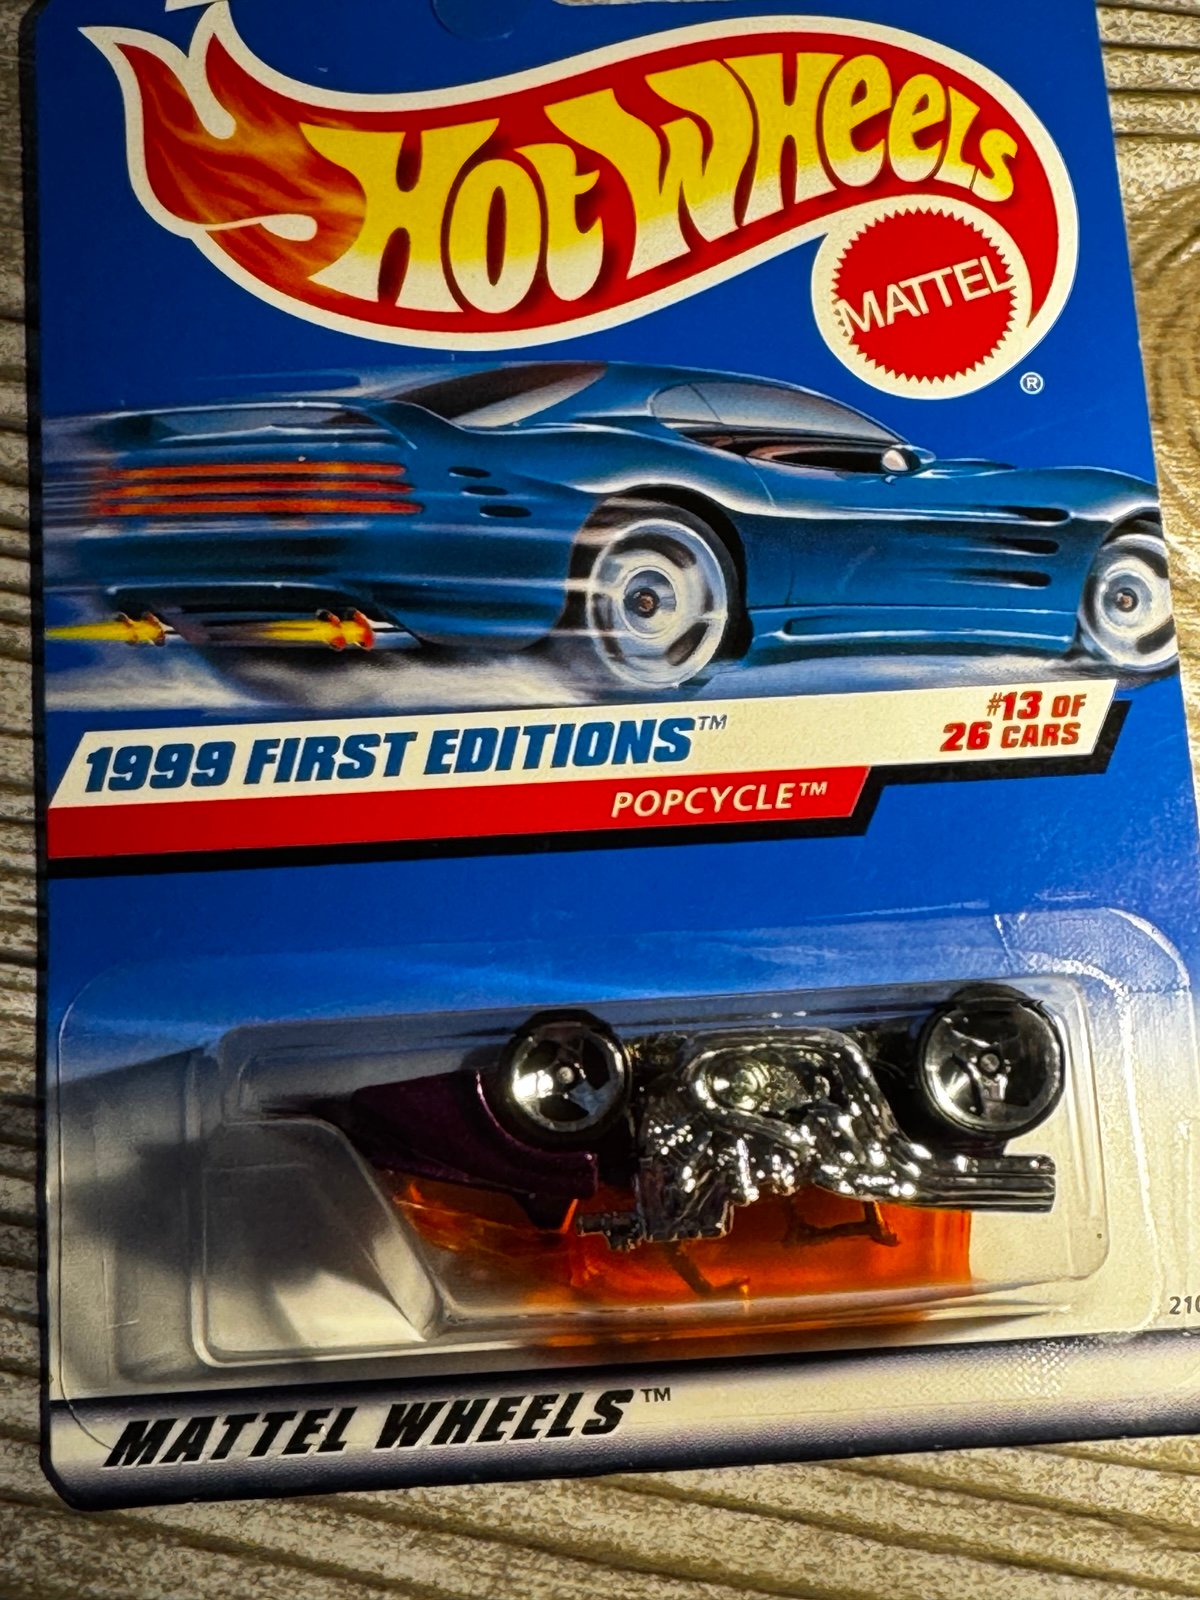 HOT WHEELS
MATTEL
®
1999 FIRST EDITIONS™
#13 OF
26 CARS
POPCYCLE™
MATTEL WHEELS™